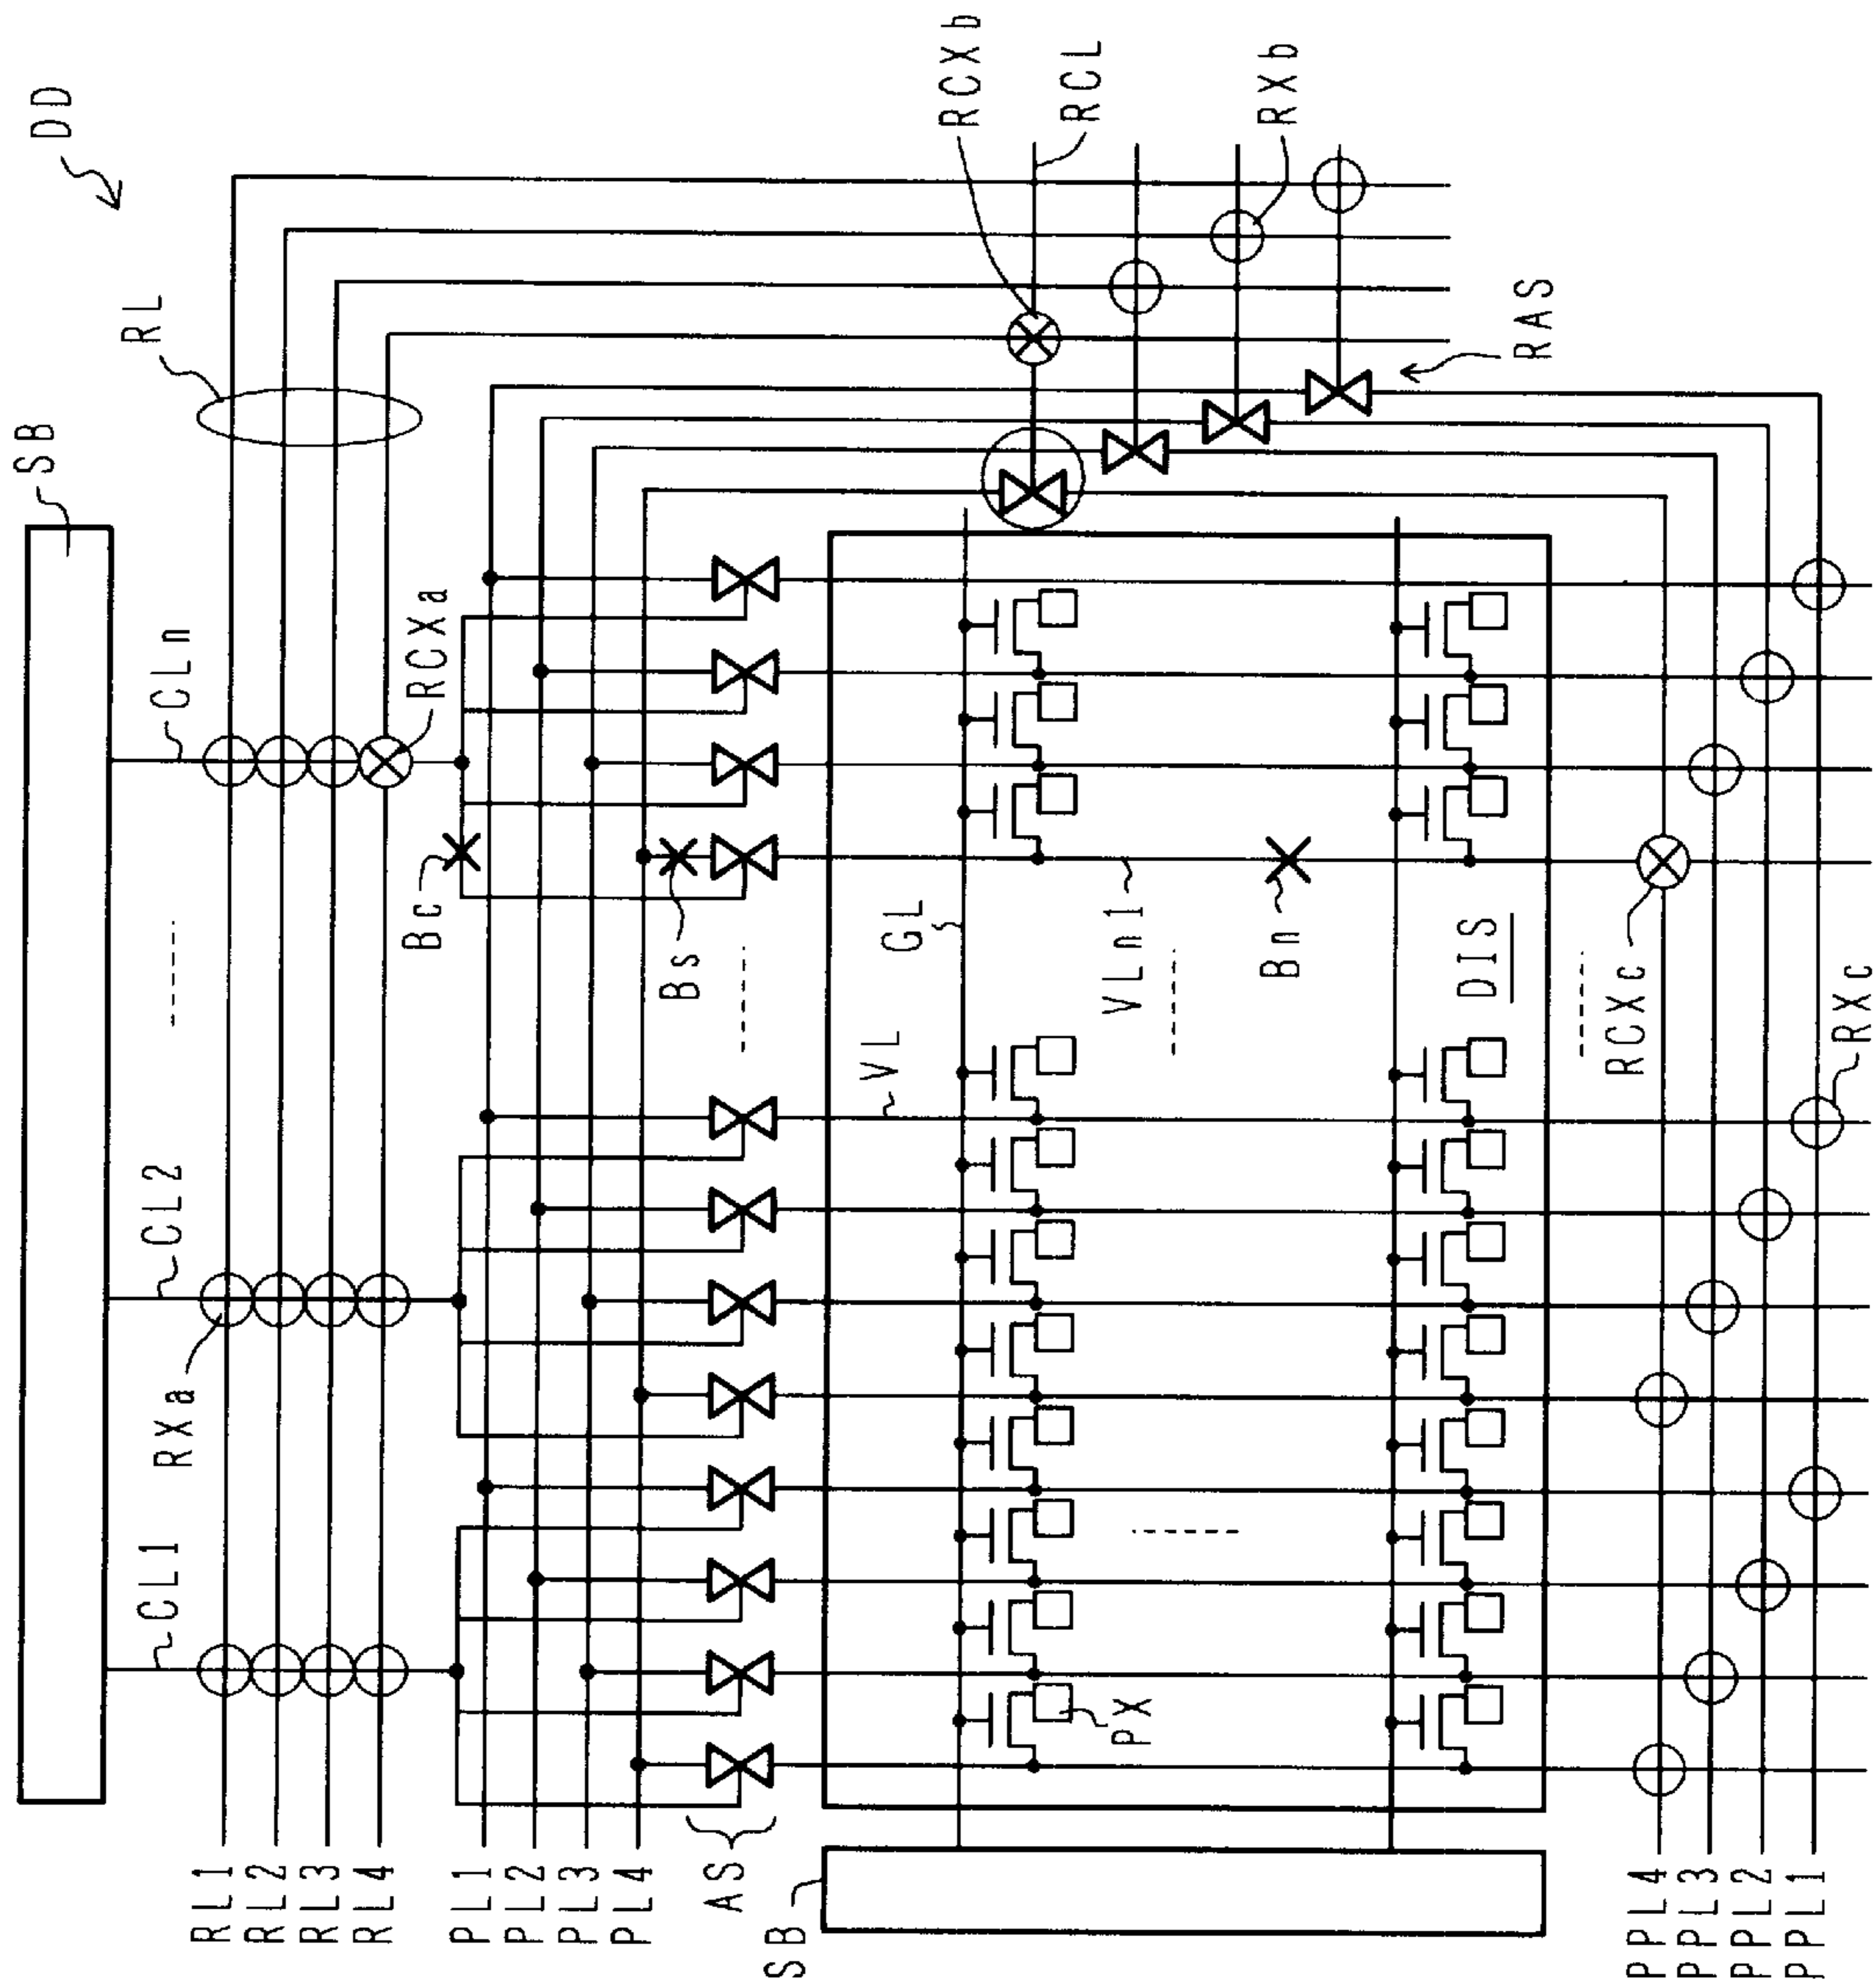 DD
RL
SB
RCXb
RCL
RXb
RAS
CLn
RCXa
Bc
Bs
GL
VLn1
Bn
DIS
RCXc
RXc
VL
CL2
RXa
CL1
PX
RL1
RL2
RL3
RL4
PL1
PL2
PL3
PL4
AS
SB
PPL4
PPL3
PPL2
PPL1